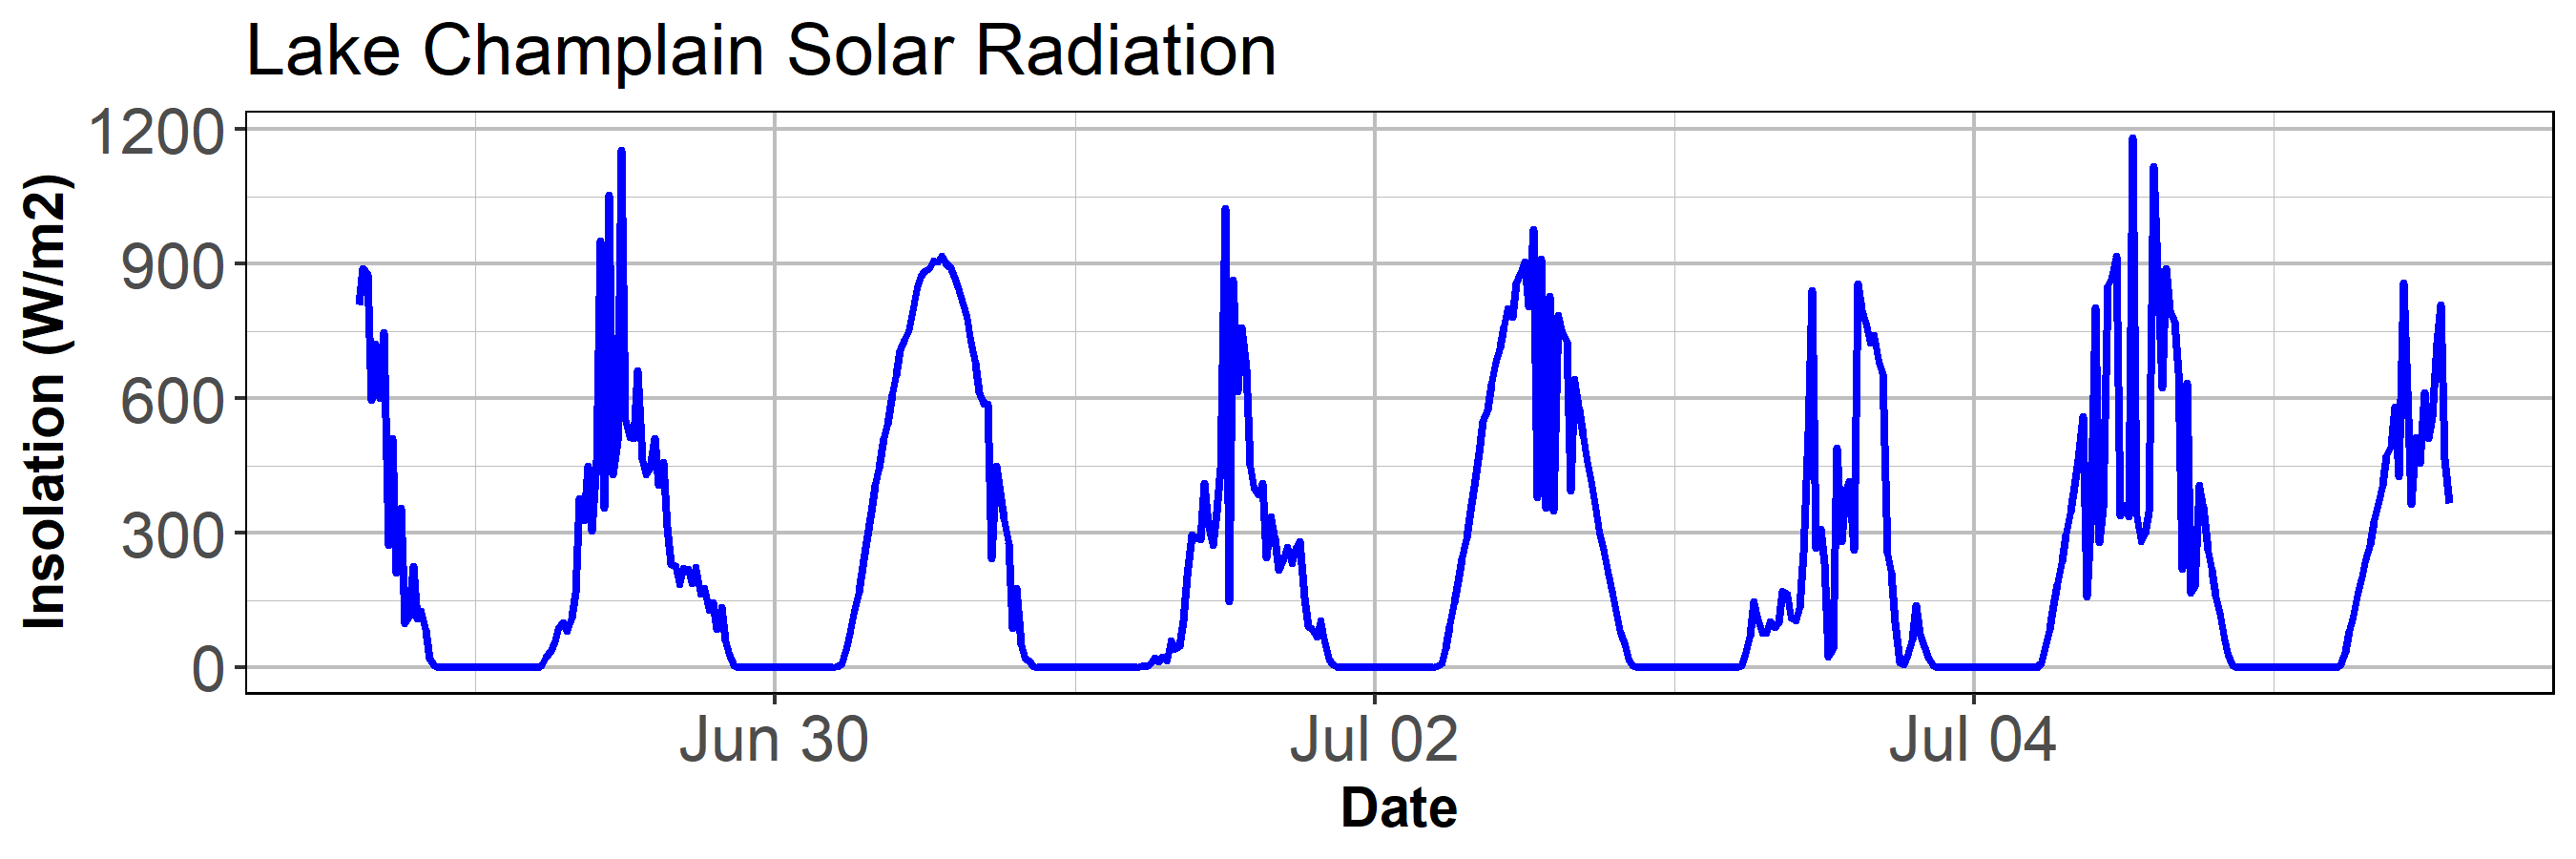 Lake Champlain Solar Radiation
Insolation (W/m2)
1200
900
600
300
0
Jun 30 Jul 02 Jul 04
Date